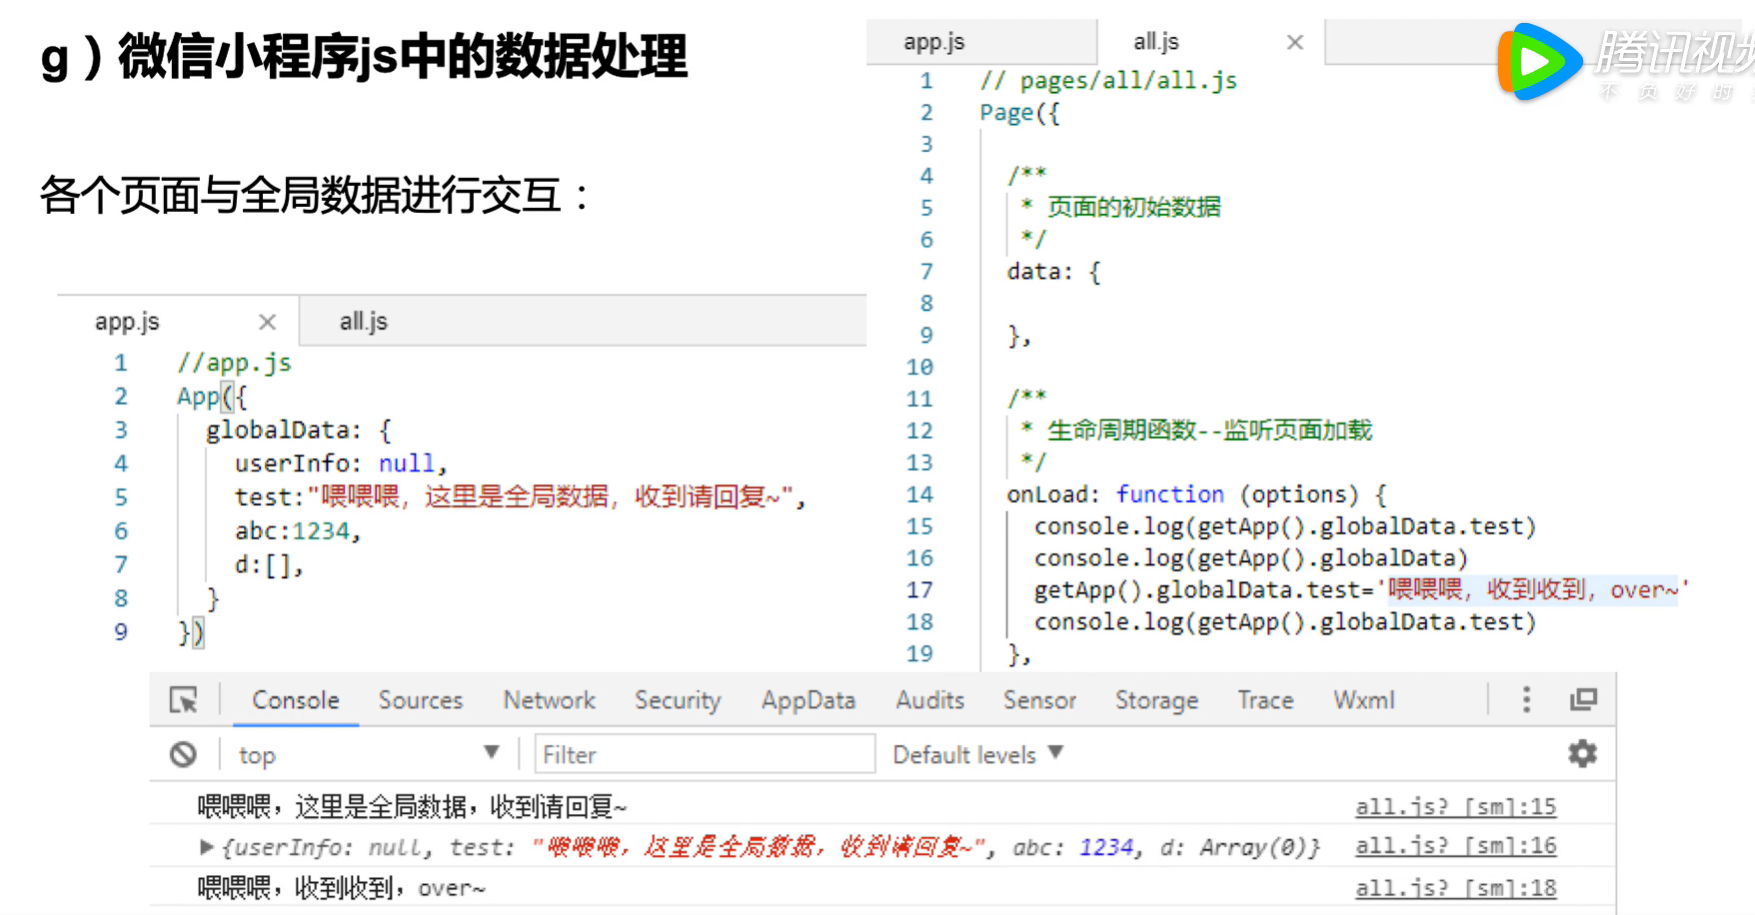 g）微信小程序js中的数据处理
各个页面与全局数据进行交互：
app.js all.js
1 //app.js
2 App({
3 globalData: {
4 userInfo: null,
5 test:"喂喂喂，这里是全局数据，收到请回复~",
6 abc:1234,
7 d:[],
8 }
9 })
app.js all.js
1 // pages/all/all.js
2 Page({
3
4 /**
5 * 页面的初始数据
6 */
7 data: {
8
9 },
10
11 /**
12 * 生命周期函数--监听页面加载
13 */
14 onLoad: function (options) {
15 console.log(getApp().globalData.test)
16 console.log(getApp().globalData)
17 getApp().globalData.test='喂喂喂，收到收到，over~'
18 console.log(getApp().globalData.test)
19 },
腾讯视频
不负好时
Console Sources Network Security AppData Audits Sensor Storage Trace Wxml
top Filter Default levels
喂喂喂，这里是全局数据，收到请回复~ all.js? [sm]:15
{userInfo: null, test: "喂喂喂，这里是全局数据，收到请回复~", abc: 1234, d: Array(0)} all.js? [sm]:16
喂喂喂，收到收到，over~ all.js? [sm]:18